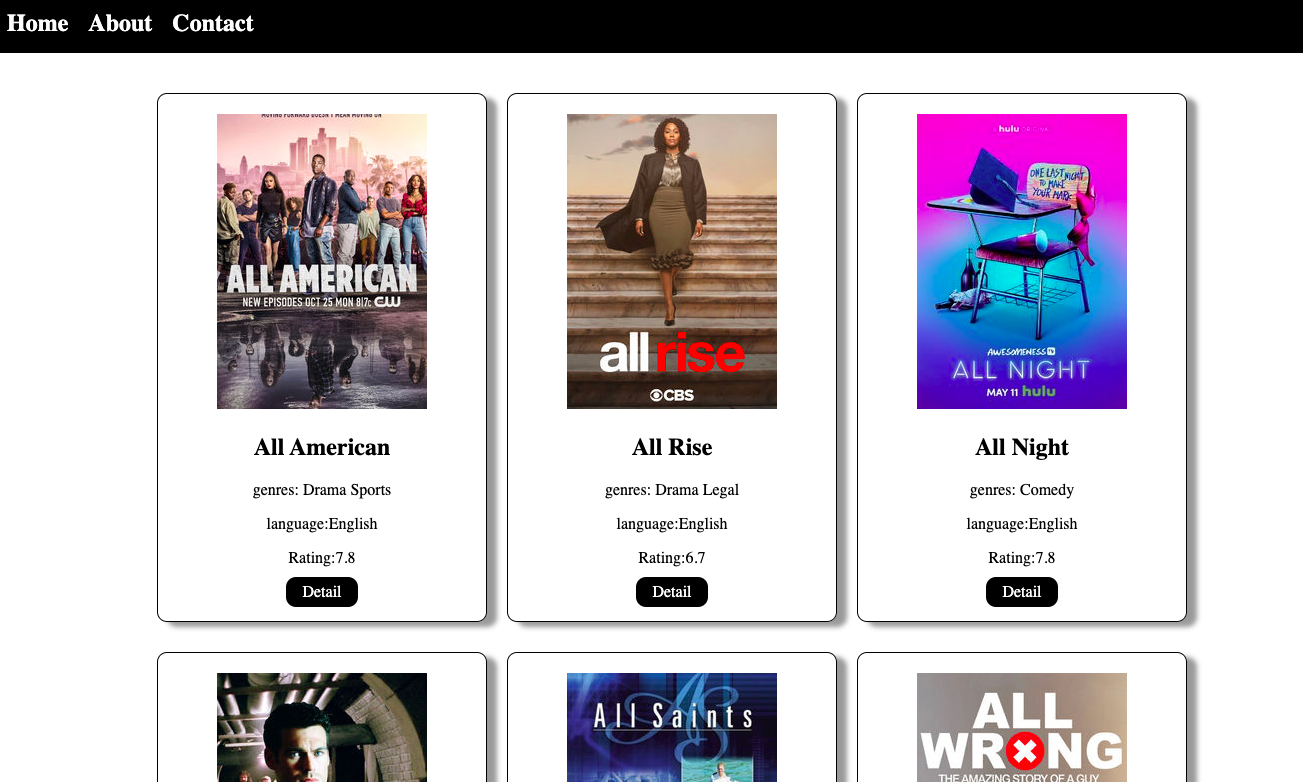 Home About Contact
MOVING FORWARD DOESN'T MEAN MOVING ON
ALL AMERICAN
NEW EPISODES OCT 25 MON 8/7c CW
All American
genres: Drama Sports
language:English
Rating:7.8
Detail
all rise
CBS
All Rise
genres: Drama Legal
language:English
Rating:6.7
Detail
A hulu ORIGINAL
ONE LAST NIGHT
TO MAKE
YOUR MARK
AWESOMENESS TV
ALL NIGHT
MAY 11 hulu
All Night
genres: Comedy
language:English
Rating:7.8
Detail
AS
All Saints
ALL
WRONG
THE AMAZING STORY OF A GUY